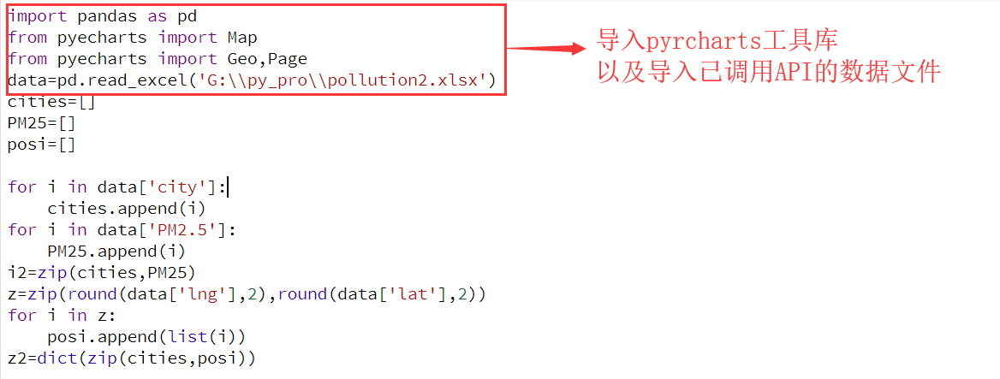 import pandas as pd
from pyecharts import Map
from pyecharts import Geo,Page
data=pd.read_excel('G:\\py_pro\\pollution2.xlsx')
导入pyrcharts工具库
以及导入已调用API的数据文件
cities=[]
PM25=[]
posi=[]
for i in data['city']:
    cities.append(i)
for i in data['PM2.5']:
    PM25.append(i)
i2=zip(cities,PM25)
z=zip(round(data['lng'],2),round(data['lat'],2))
for i in z:
    posi.append(list(i))
z2=dict(zip(cities,posi))